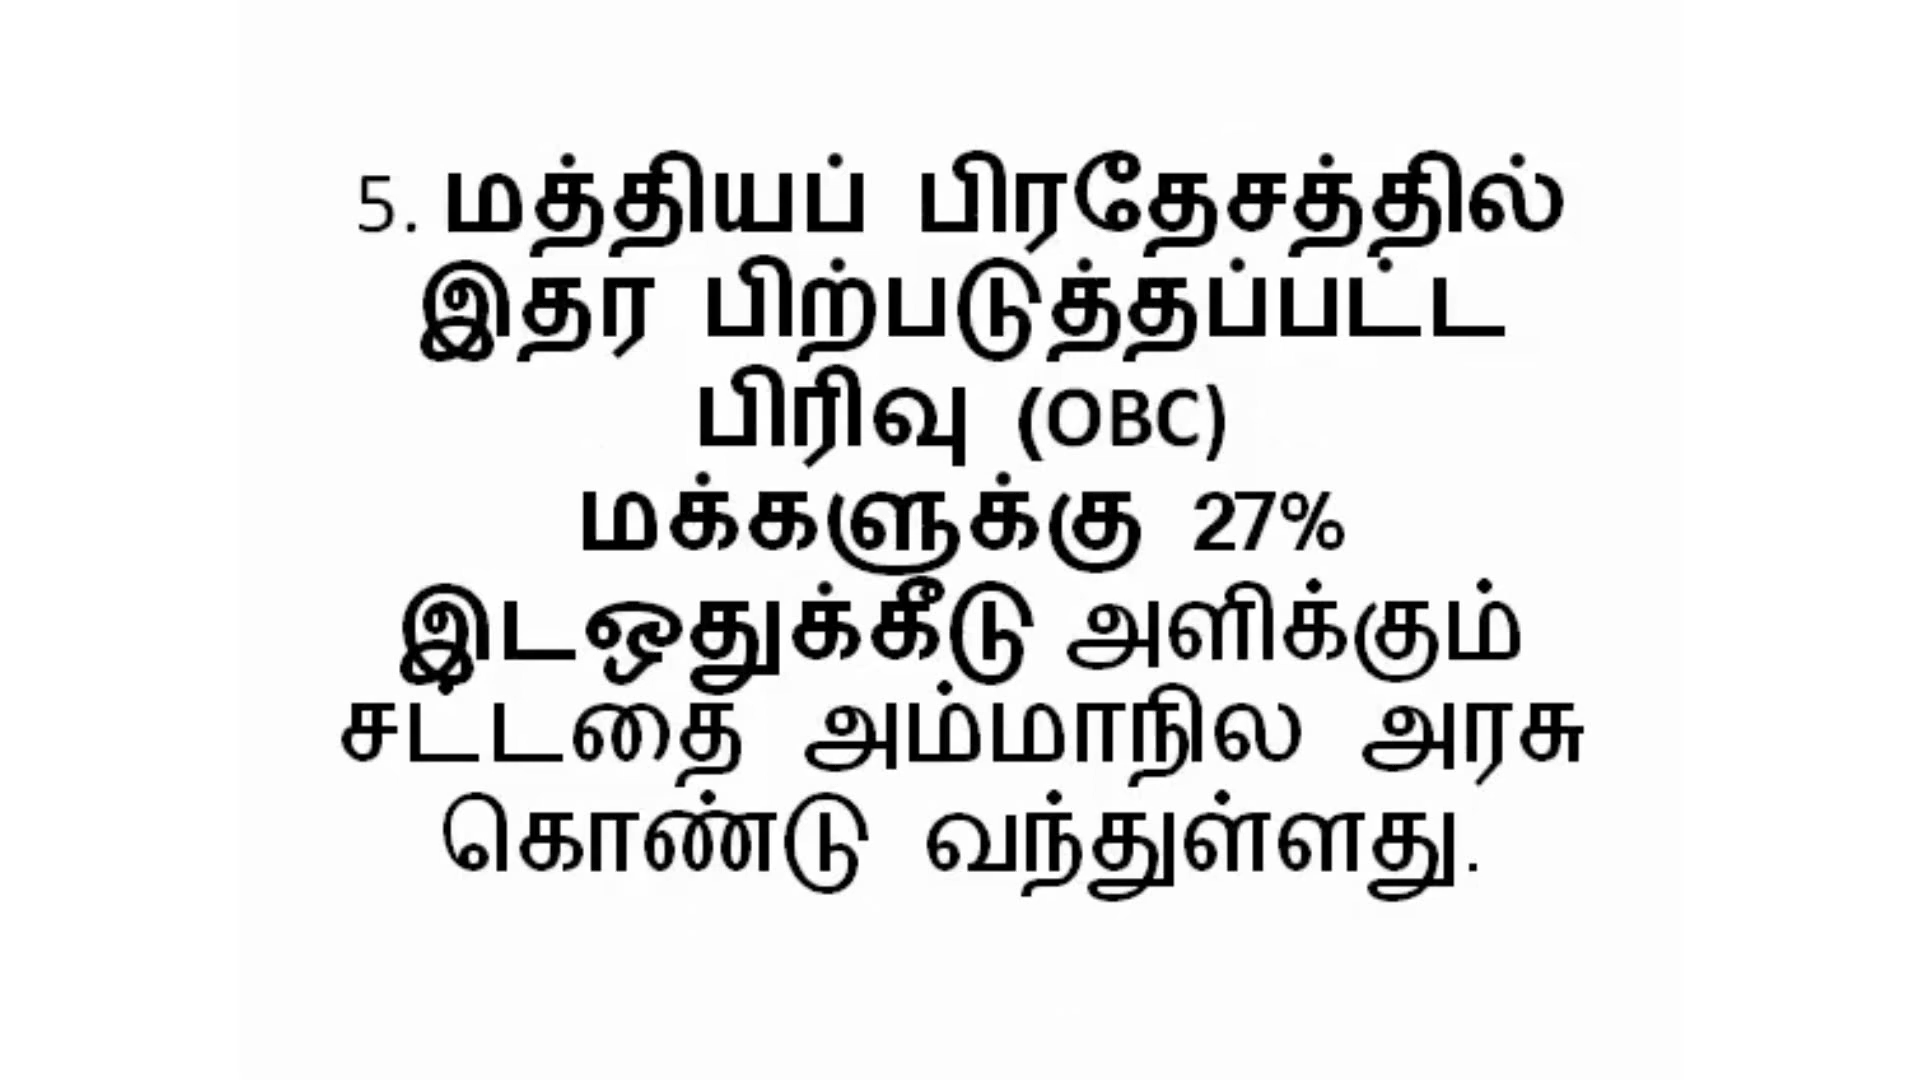 5. மத்தியப் பிரதேசத்தில்
இதர பிற்படுத்தப்பட்ட
பிரிவு (OBC)
மக்களுக்கு 27%
இடஒதுக்கீடு அளிக்கும்
சட்டதை அம்மாநில அரசு
கொண்டு வந்துள்ளது.